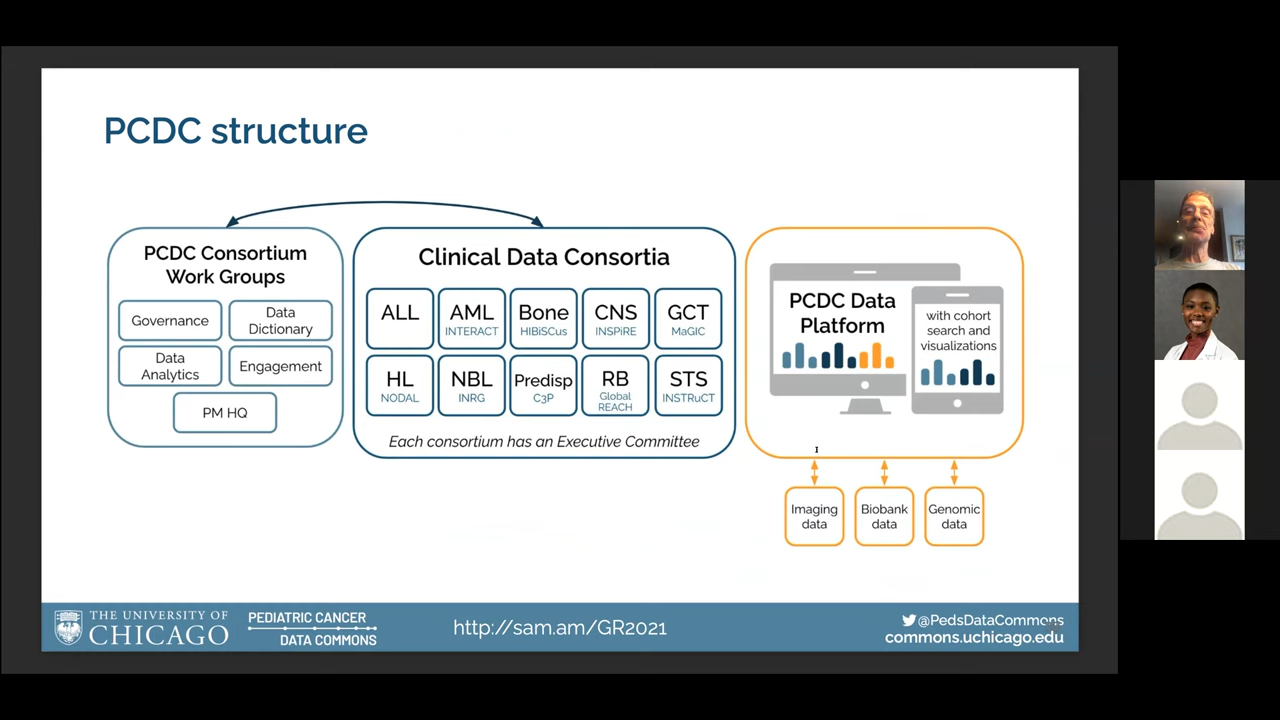 PCDC structure
PCDC Consortium
Work Groups
Governance
Data
Dictionary
Data
Analytics
Engagement
PM HQ
Clinical Data Consortia
ALL
AML
INTERACT
Bone
HIBiSCus
CNS
INSPiRE
GCT
MaGIC
HL
NODAL
NBL
INRG
Predisp
C3P
RB
Global
REACH
STS
INSTRuCT
Each consortium has an Executive Committee
PCDC Data
Platform
with cohort
search and
visualizations
Imaging
data
Biobank
data
Genomic
data
THE UNIVERSITY OF
CHICAGO
PEDIATRIC CANCER
DATA COMMONS
http://sam.am/GR2021
@PedsDataCommons
commons.uchicago.edu